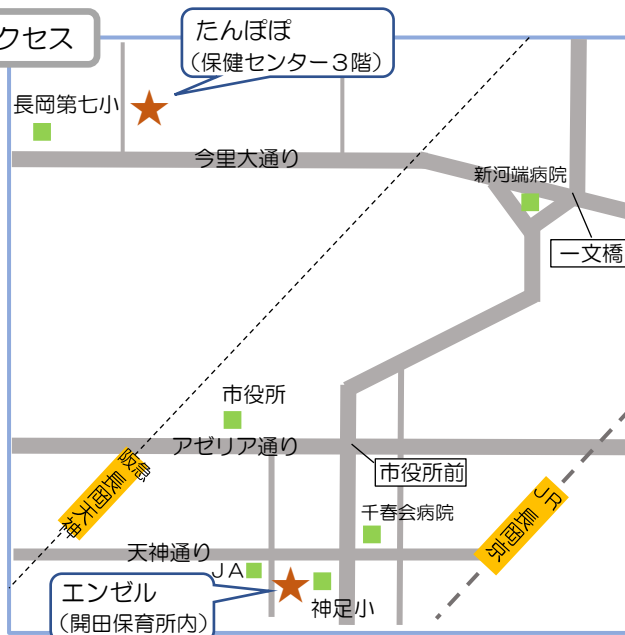 クセス
たんぽぽ
（保健センター３階）
長岡第七小
今里大通り
新河端病院
一文橋
市役所
アゼリア通り
阪急
長岡天神
市役所前
千春会病院
JR 長岡京
天神通り
JA
エンゼル
（開田保育所内）
神足小